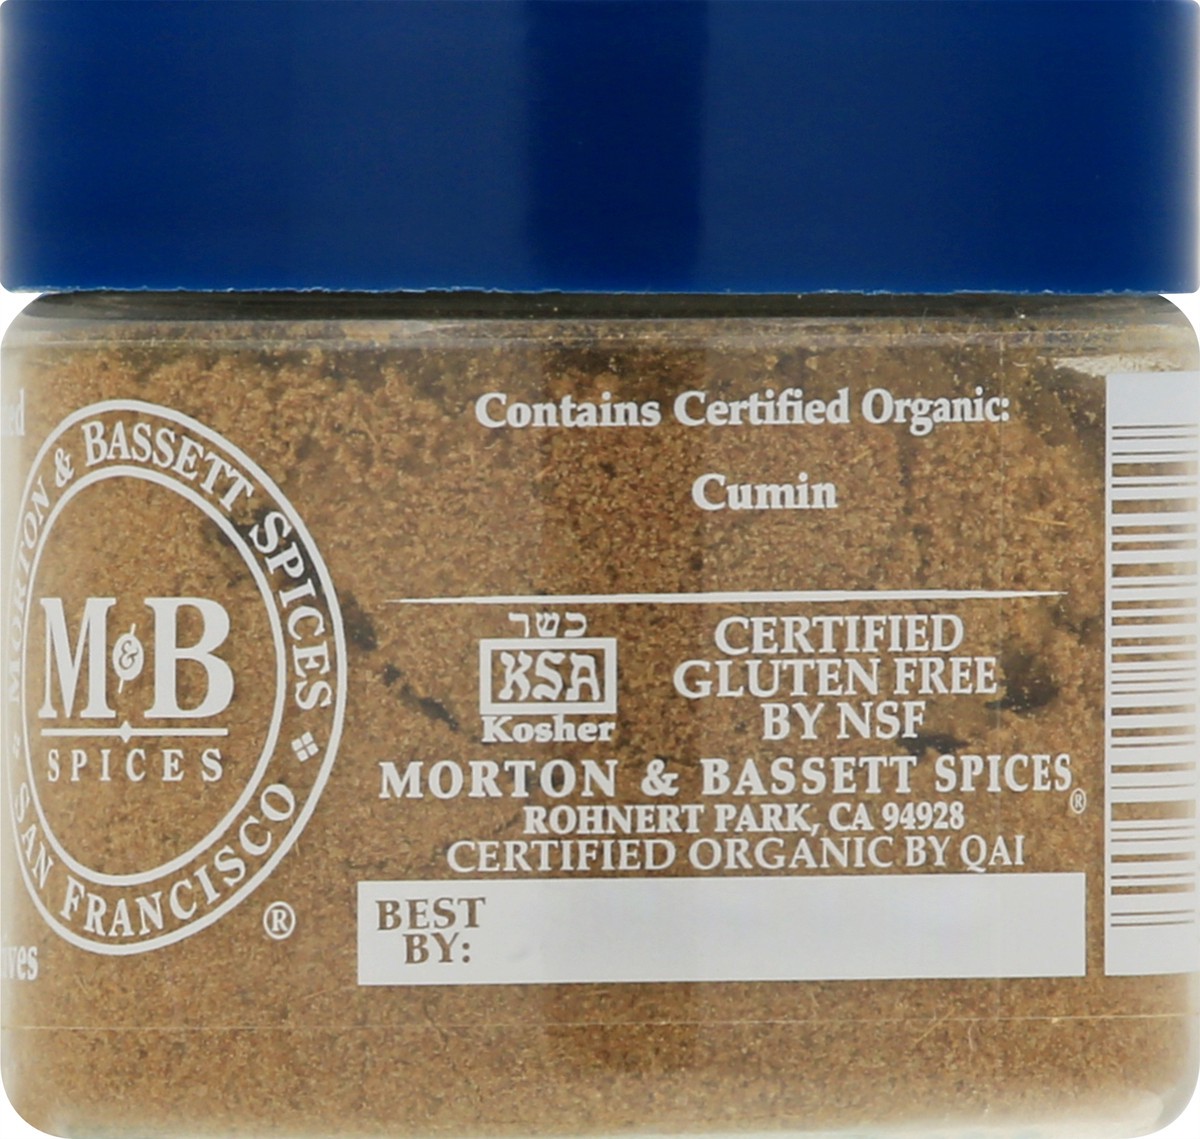 MORTON & BASSETT SPICES
M&B
SPICES
SAN FRANCISCO
®
Contains Certified Organic:
Cumin
כשר
KSA
Kosher
CERTIFIED
GLUTEN FREE
BY NSF
MORTON & BASSETT SPICES®
ROHNERT PARK, CA 94928
CERTIFIED ORGANIC BY QAI
BEST
BY: